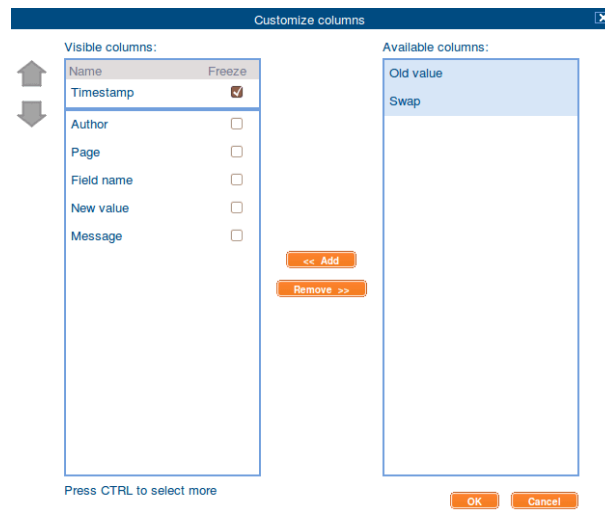 Customize columns
Visible columns:
Available columns:
Name Freeze
Timestamp
Author
Page
Field name
New value
Message
Old value
Swap
<< Add
Remove >>
Press CTRL to select more
OK Cancel